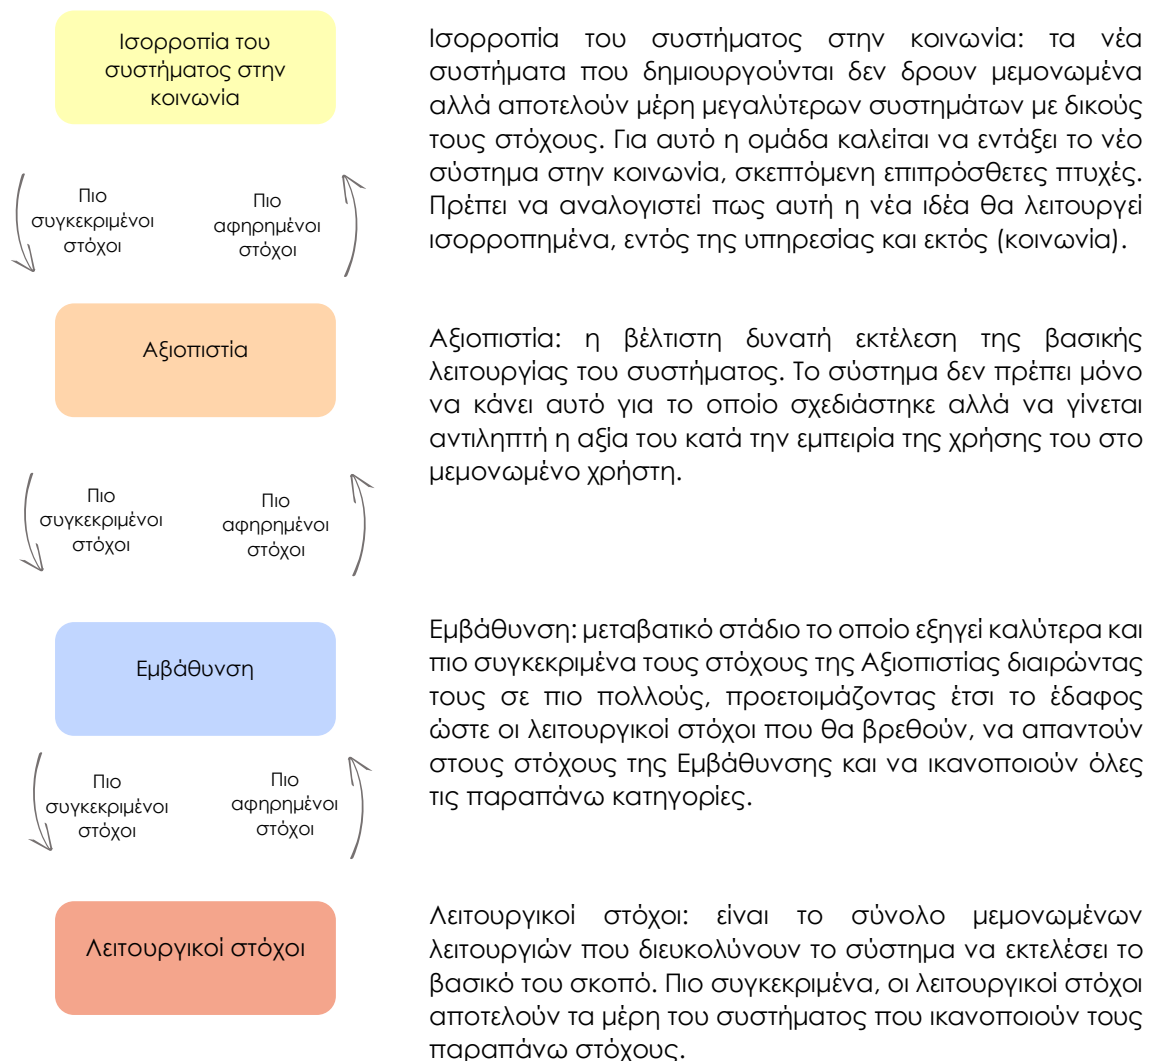 Ισορροπία του
συστήματος στην
κοινωνία
Ισορροπία του συστήματος στην κοινωνία: τα νέα
συστήματα που δημιουργούνται δεν δρουν μεμονωμένα
αλλά αποτελούν μέρη μεγαλύτερων συστημάτων με δικούς
τους στόχους. Για αυτό η ομάδα καλείται να εντάξει το νέο
σύστημα στην κοινωνία, σκεπτόμενη επιπρόσθετες πτυχές.
Πρέπει να αναλογιστεί πως αυτή η νέα ιδέα θα λειτουργεί
ισορροπημένα, εντός της υπηρεσίας και εκτός (κοινωνία).
Πιο
συγκεκριμένοι
στόχοι
Πιο
αφηρημένοι
στόχοι
Αξιοπιστία
Αξιοπιστία: η βέλτιστη δυνατή εκτέλεση της βασικής
λειτουργίας του συστήματος. Το σύστημα δεν πρέπει μόνο
να κάνει αυτό για το οποίο σχεδιάστηκε αλλά να γίνεται
αντιληπτή η αξία του κατά την εμπειρία της χρήσης του στο
μεμονωμένο χρήστη.
Πιο
συγκεκριμένοι
στόχοι
Πιο
αφηρημένοι
στόχοι
Εμβάθυνση
Εμβάθυνση: μεταβατικό στάδιο το οποίο εξηγεί καλύτερα και
πιο συγκεκριμένα τους στόχους της Αξιοπιστίας διαιρώντας
τους σε πιο πολλούς, προετοιμάζοντας έτσι το έδαφος
ώστε οι λειτουργικοί στόχοι που θα βρεθούν, να απαντούν
στους στόχους της Εμβάθυνσης και να ικανοποιούν όλες
τις παραπάνω κατηγορίες.
Πιο
συγκεκριμένοι
στόχοι
Πιο
αφηρημένοι
στόχοι
Λειτουργικοί στόχοι
Λειτουργικοί στόχοι: είναι το σύνολο μεμονωμένων
λειτουργιών που διευκολύνουν το σύστημα να εκτελέσει το
βασικό του σκοπό. Πιο συγκεκριμένα, οι λειτουργικοί στόχοι
αποτελούν τα μέρη του συστήματος που ικανοποιούν τους
παραπάνω στόχους.